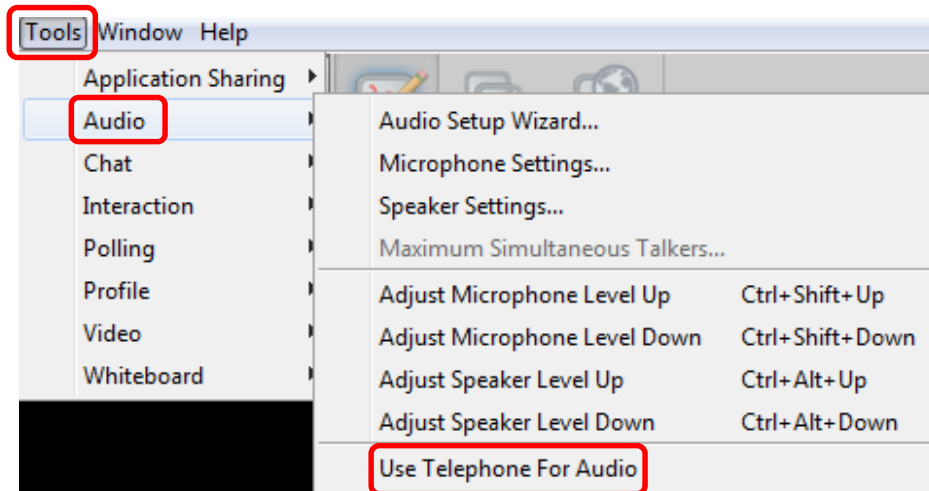 Tools Window Help
Application Sharing
Audio
Chat
Interaction
Polling
Profile
Video
Whiteboard
Audio Setup Wizard...
Microphone Settings...
Speaker Settings...
Maximum Simultaneous Talkers...
Adjust Microphone Level Up Ctrl+Shift+Up
Adjust Microphone Level Down Ctrl+Shift+Down
Adjust Speaker Level Up Ctrl+Alt+Up
Adjust Speaker Level Down Ctrl+Alt+Down
Use Telephone For Audio